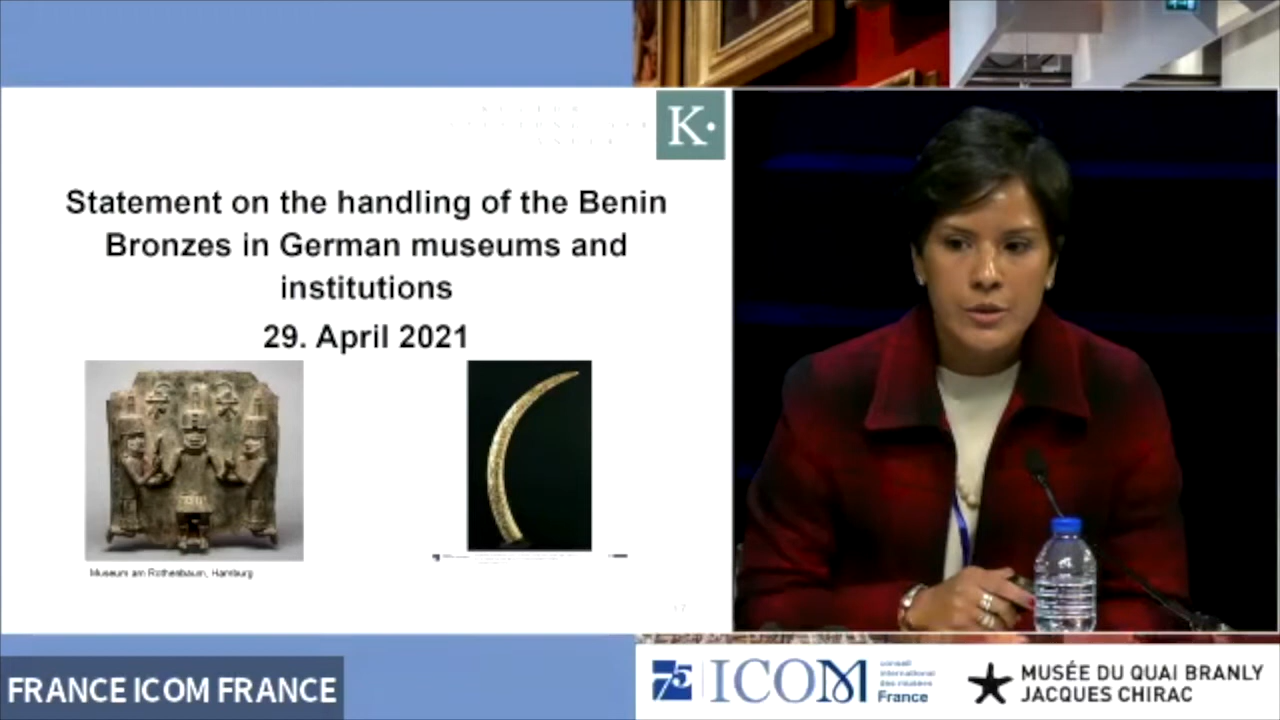 K.
Statement on the handling of the Benin
Bronzes in German museums and
institutions
29. April 2021
Museum am Rothenbaum, Hamburg
FRANCE ICOM FRANCE
75 ICOM conseil
international
des musées
France
MUSÉE DU QUAI BRANLY
JACQUES CHIRAC